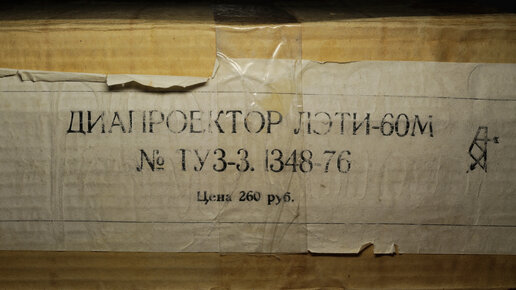 ДИАПРОЕКТОР ЛЭТИ-60М
№ ТУ3-3. 1348-76
Цена 260 руб.